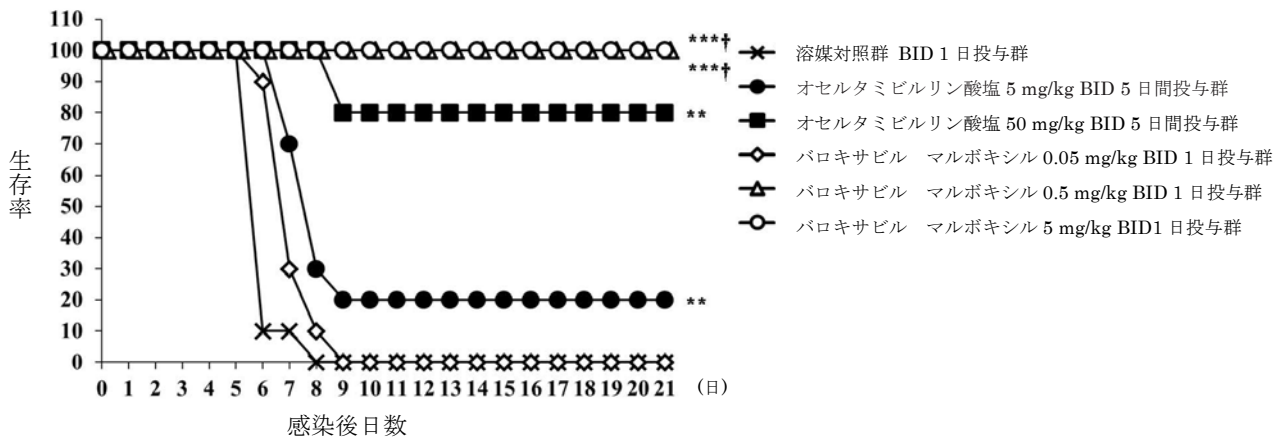 110
100
90
80
70
60
50
40
30
20
10
0
生存率
0 1 2 3 4 5 6 7 8 9 10 11 12 13 14 15 16 17 18 19 20 21 (日)
感染後日数
***†
***†
**
**
溶媒対照群 BID 1 日投与群
オセルタミビルリン酸塩 5 mg/kg BID 5 日間投与群
オセルタミビルリン酸塩 50 mg/kg BID 5 日間投与群
バロキサビル　マルボキシル 0.05 mg/kg BID 1 日投与群
バロキサビル　マルボキシル 0.5 mg/kg BID 1 日投与群
バロキサビル　マルボキシル 5 mg/kg BID1 日投与群